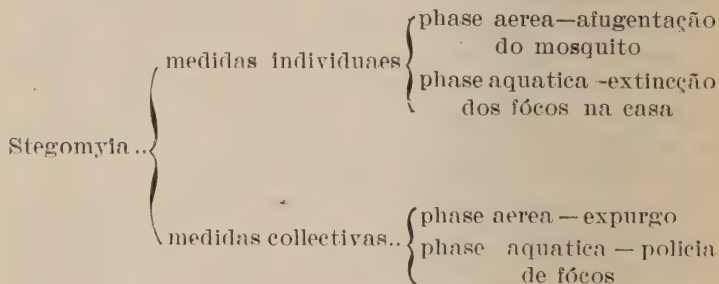 phase aerea—afugentação
do mosquito
medidas individuaes
phase aquatica -extincção
dos fócos na casa
Stegomyia ..
phase aerea — expurgo
medidas collectivas..
phase aquatica — policia
de fócos